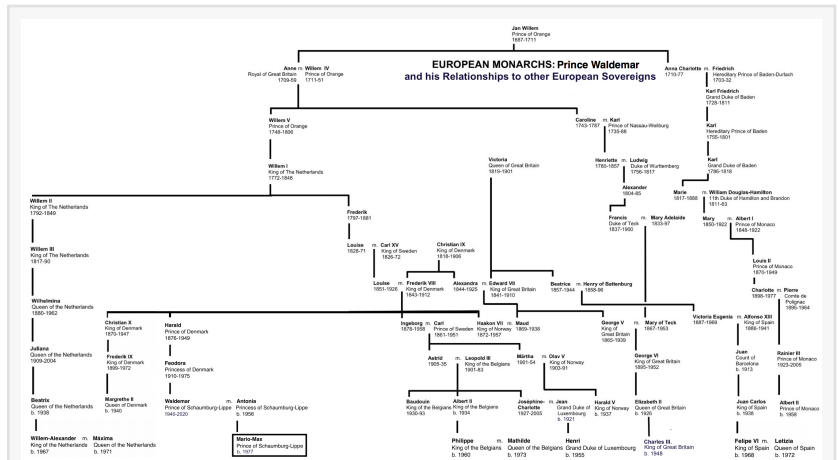 Jan Willem
Prince of Orange
1687-1711
EUROPEAN MONARCHS: Prince Waldemar
and his Relationships to other European Sovereigns
Anne m. Willem IV
Royal of Great Britain Prince of Orange
1709-59 1711-51
Anna Charlotte m. Friedrich
1710-77 Hereditary Prince of Baden-Durlach
1703-32
Karl Friedrich
Grand Duke of Baden
1728-1811
Willem V
Prince of Orange
1748-1806
Caroline m. Karl
1743-1787 Prince of Nassau-Weilburg
1735-88
Karl
Hereditary Prince of Baden
1755-1801
Willem I
King of The Netherlands
1772-1848
Victoria
Queen of Great Britain
1819-1901
Henriette m. Ludwig
1780-1857 Duke of Wurttemberg
1756-1817
Karl
Grand Duke of Baden
1786-1818
Alexander
1804-85
Marie m. William Douglas-Hamilton
1817-1888 11th Duke of Hamilton and Brandon
1811-63
Willem II
King of The Netherlands
1792-1849
Frederik
1797-1881
Francis m. Mary Adelaide
Duke of Teck 1833-97
1837-1900
Mary m. Albert I
1850-1922 Prince of Monaco
1848-1922
Willem III
King of The Netherlands
1817-90
Louise m. Carl XV
1828-71 King of Sweden
1826-72
Christian IX
King of Denmark
1818-1906
Louis II
Prince of Monaco
1870-1949
Louise m. Frederik VIII
1851-1926 King of Denmark
1843-1912
Alexandra m. Edward VII
1844-1925 King of Great Britain
1841-1910
Beatrice m. Henry of Battenburg
1857-1944 1858-96
Charlotte m. Pierre
1898-1977 Comte de
Polignac
1895-1964
Wilhelmina
Queen of the Netherlands
1880-1962
Christian X
King of Denmark
1870-1947
Harald
Prince of Denmark
1876-1949
Ingeborg m. Carl
1878-1958 Prince of Sweden
1861-1951
Haakon VII m. Maud
King of Norway 1869-1938
1872-1957
George V m. Mary of Teck
King of 1867-1953
Great Britain
1865-1939
Victoria Eugenia m. Alfonso XIII
1887-1969 King of Spain
1886-1941
Juliana
Queen of the Netherlands
1909-2004
Frederik IX
King of Denmark
1899-1972
Feodora
Princess of Denmark
1910-1975
Astrid m. Leopold III
1905-35 King of the Belgians
1901-83
Märtha m. Olav V
1901-54 King of Norway
1903-91
George VI
King of Great Britain
1895-1952
Juan
Count of
Barcelona
b. 1913
Rainier III
Prince of Monaco
1923-2005
Beatrix
Queen of the Netherlands
b. 1938
Margrethe II
Queen of Denmark
b. 1940
Waldemar m. Antonia
Prince of Schaumburg-Lippe Princess of Schaumburg-Lippe
1940-2020 b. 1958
Baudouin
King of the Belgians
1930-93
Albert II
King of the Belgians
b. 1934
Joséphine- m. Jean
Charlotte Grand Duke of
1927-2005 Luxembourg
b. 1921
Harald V
King of Norway
b. 1937
Elizabeth II
Queen of Great Britain
b. 1926
Juan Carlos
King of Spain
b. 1938
Albert II
Prince of Monaco
b. 1958
Willem-Alexander m. Máxima
King of the Netherlands Queen of the Netherlands
b. 1967 b. 1971
Mario-Max
Prince of Schaumburg-Lippe
b. 1977
Philippe m. Mathilde
King of the Belgians Queen of the Belgians
b. 1960 b. 1973
Henri
Grand Duke of Luxembourg
b. 1955
Charles III.
King of Great Britain
b. 1948
Felipe VI m. Letizia
King of Spain Queen of Spain
b. 1968 b. 1972